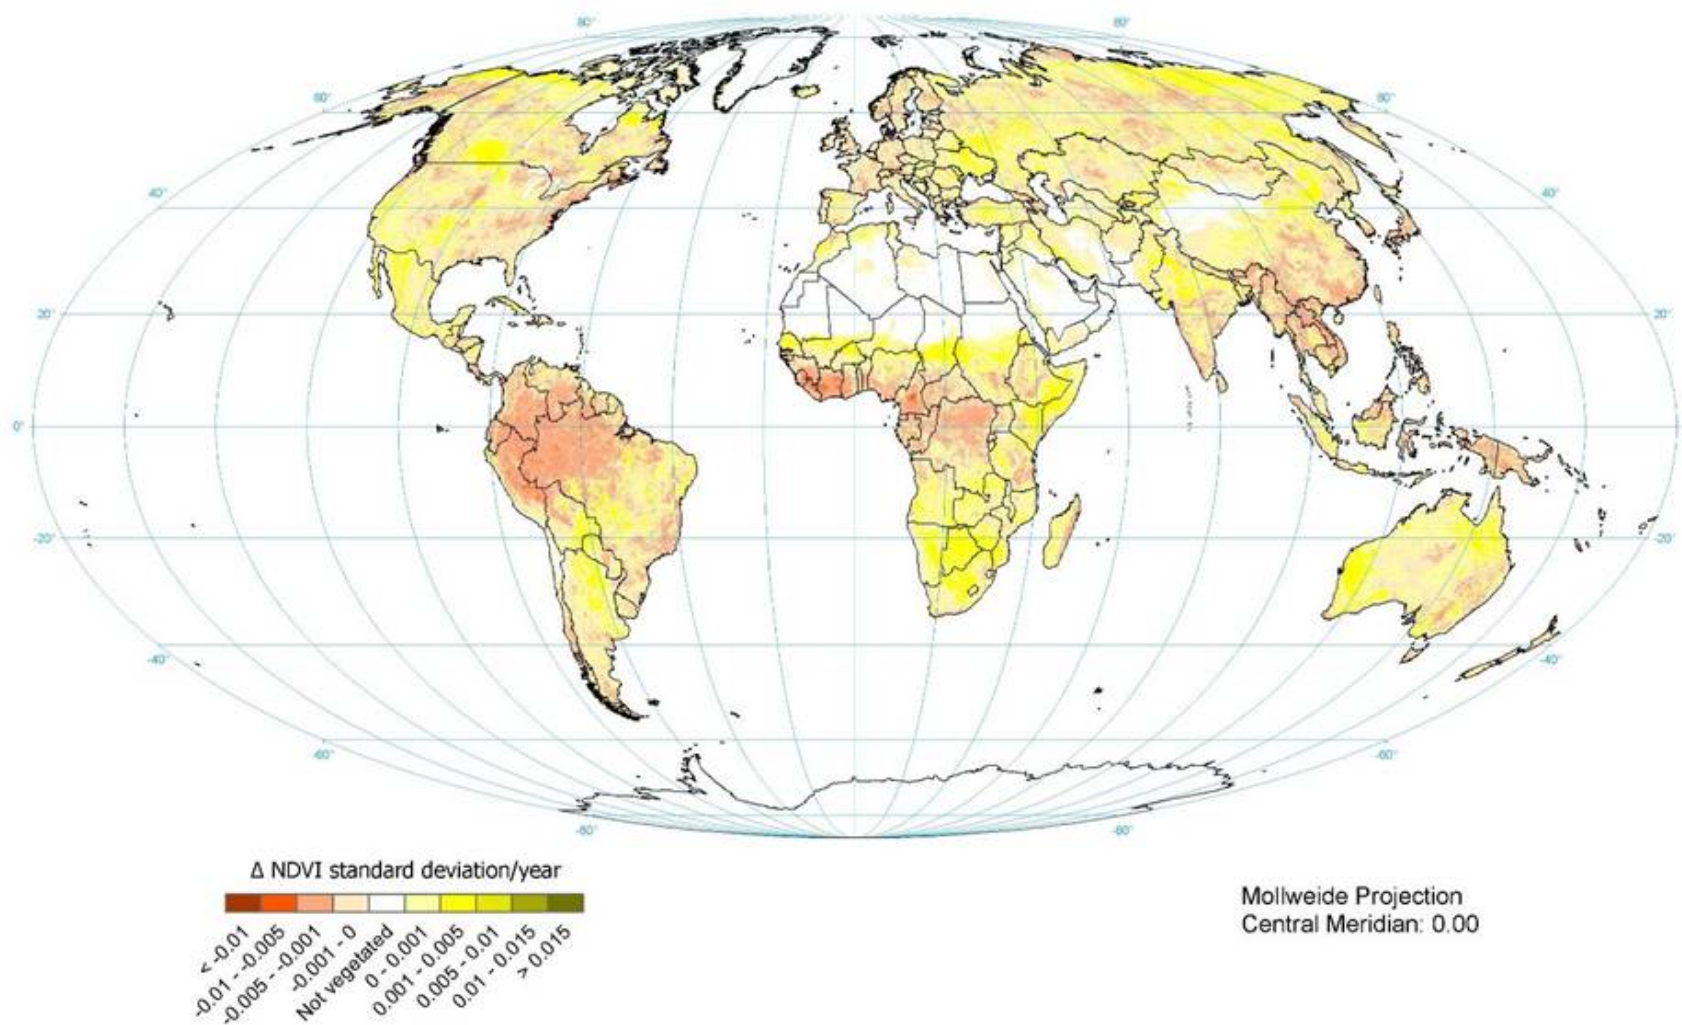 80° 80°
60° 60°
40° 40°
20° 20°
0° 0°
-20° -20°
-40° -40°
-60° -60°
-80° -80°
Δ NDVI standard deviation/year
< -0.01
-0.01 - -0.005
-0.005 - -0.001
-0.001 - 0
Not vegetated
0 - 0.001
0.001 - 0.005
0.005 - 0.01
0.01 - 0.015
> 0.015
Mollweide Projection
Central Meridian: 0.00